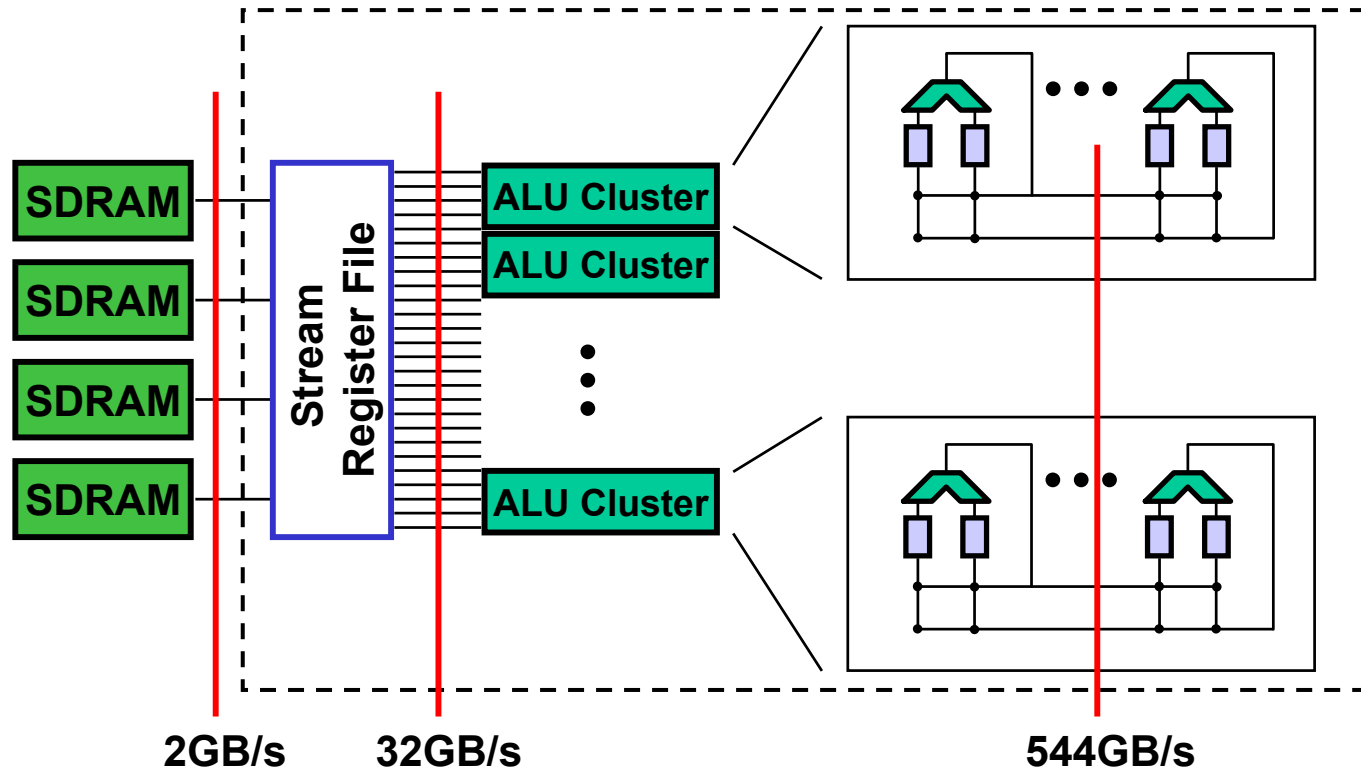 SDRAM
SDRAM
SDRAM
SDRAM
Stream
Register File
ALU Cluster
ALU Cluster
ALU Cluster
2GB/s
32GB/s
544GB/s